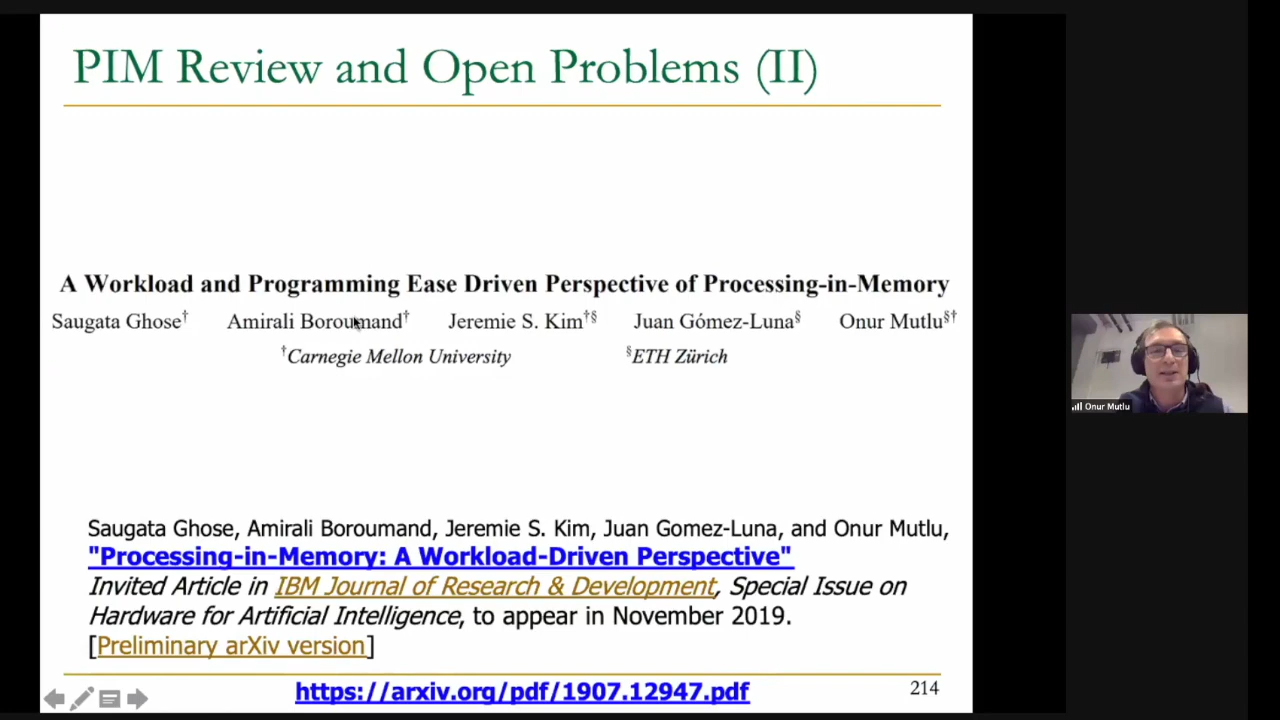 PIM Review and Open Problems (II)
A Workload and Programming Ease Driven Perspective of Processing-in-Memory
Saugata Ghose† Amirali Boroumand† Jeremie S. Kim†§ Juan Gómez-Luna§ Onur Mutlu§†
†Carnegie Mellon University §ETH Zürich
Saugata Ghose, Amirali Boroumand, Jeremie S. Kim, Juan Gomez-Luna, and Onur Mutlu,
"Processing-in-Memory: A Workload-Driven Perspective"
Invited Article in IBM Journal of Research & Development, Special Issue on
Hardware for Artificial Intelligence, to appear in November 2019.
[Preliminary arXiv version]
https://arxiv.org/pdf/1907.12947.pdf
214
Onur Mutlu